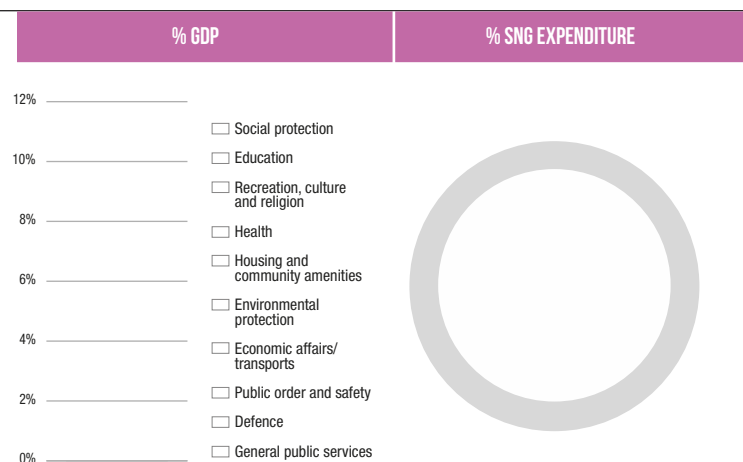 % GDP
% SNG EXPENDITURE
12%
10%
8%
6%
4%
2%
0%
Social protection
Education
Recreation, culture
and religion
Health
Housing and
community amenities
Environmental
protection
Economic affairs/
transports
Public order and safety
Defence
General public services